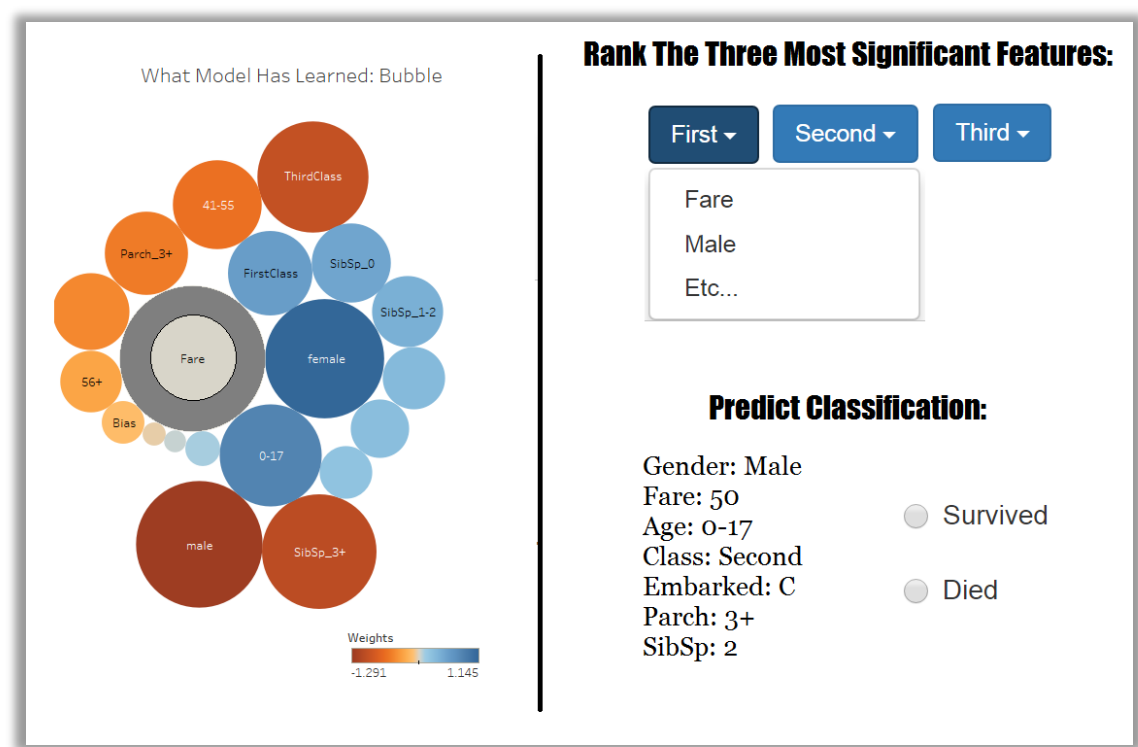 What Model Has Learned: Bubble
ThirdClass
41-55
Parch_3+
FirstClass
SibSp_0
SibSp_1-2
Fare
female
56+
Bias
0-17
male
SibSp_3+
Weights
-1.291 1.145
Rank The Three Most Significant Features:
First Second Third
Fare
Male
Etc...
Predict Classification:
Gender: Male
Fare: 50
Age: 0-17
Class: Second
Embarked: C
Parch: 3+
SibSp: 2
Survived
Died